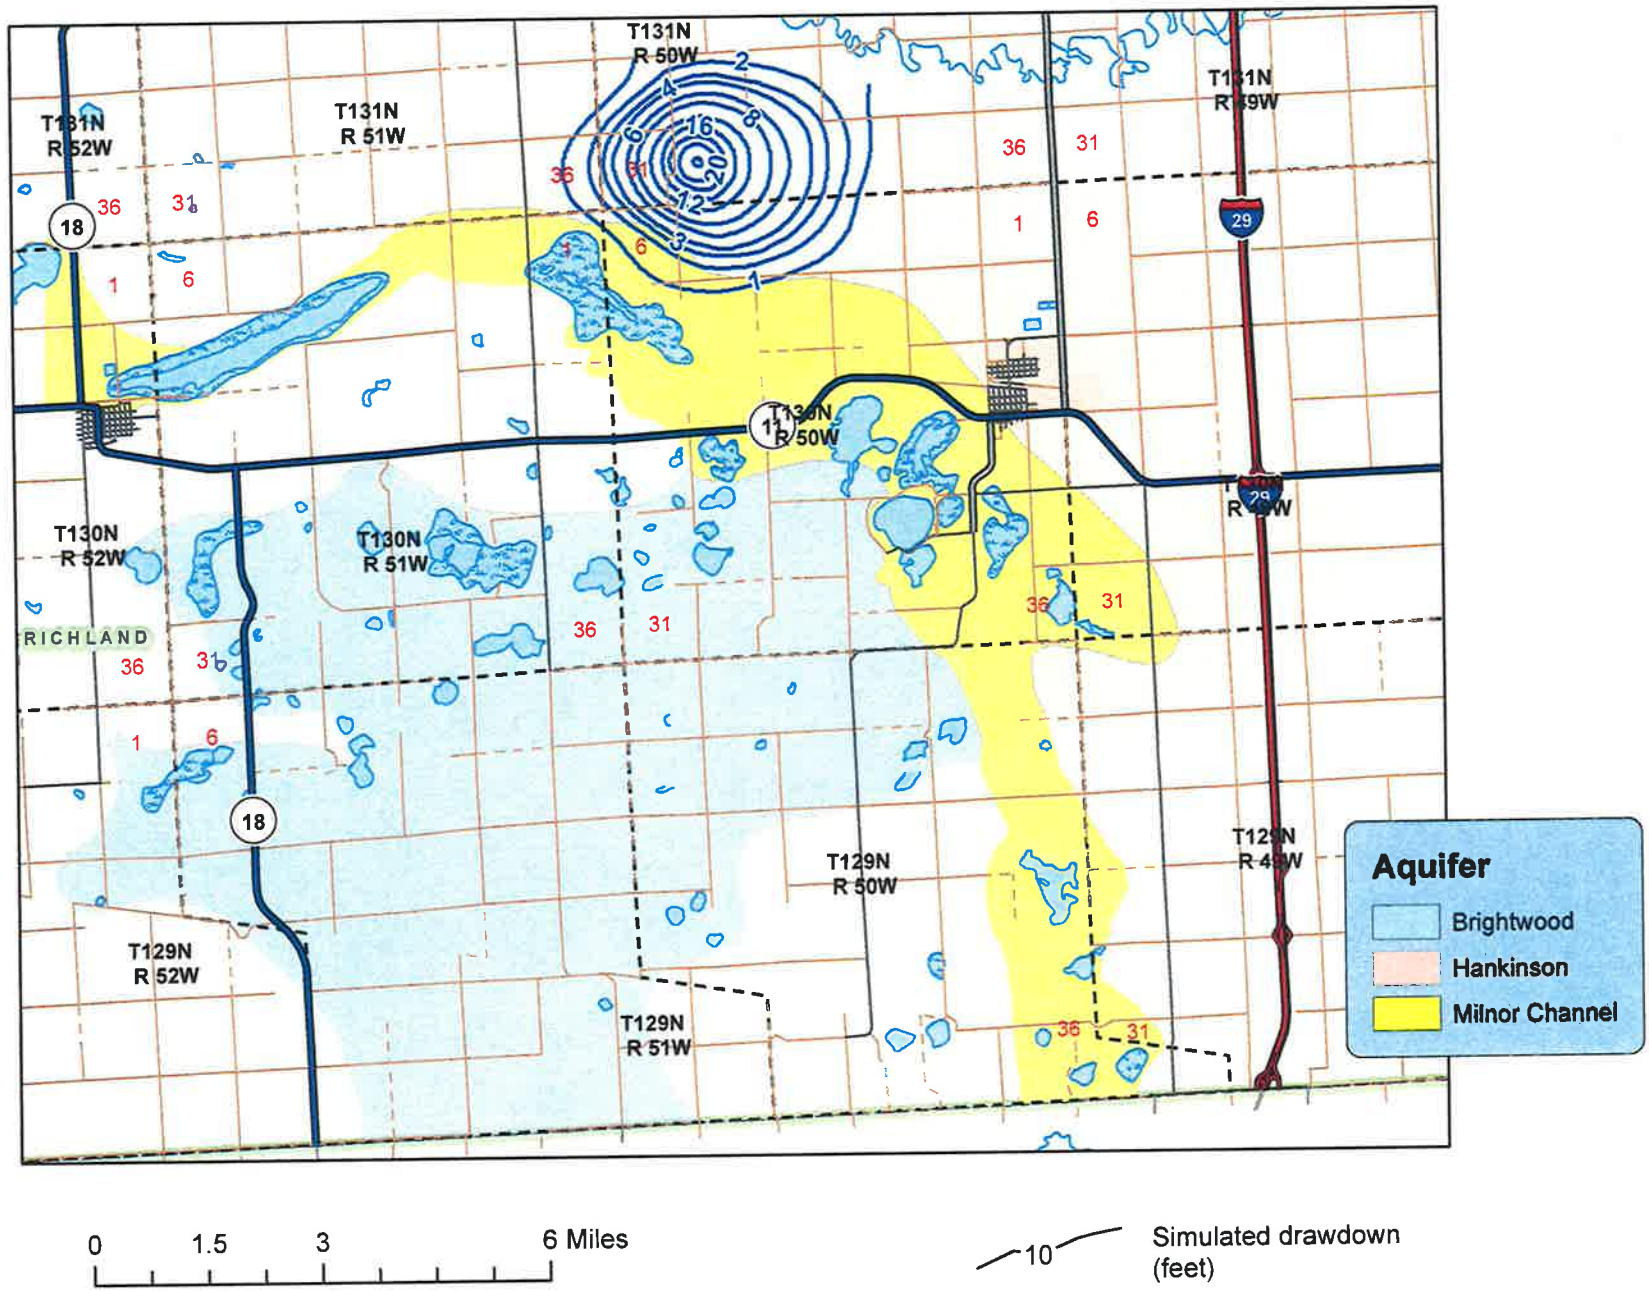 T131N
R 50W
2
4
6
16
8
20
12
3
1
T131N
R 49W
T131N
R 52W
T131N
R 51W
36
31
36
31
36
31
18
29
1
6
1
6
1
6
11
T130N
R 50W
29
R 49W
T130N
R 52W
T130N
R 51W
RICHLAND
36
31
36
31
36
31
1
6
18
T129N
R 50W
T129N
R 49W
T129N
R 52W
T129N
R 51W
36
31
Aquifer
Brightwood
Hankinson
Milnor Channel
0 1.5 3 6 Miles
10
Simulated drawdown
(feet)